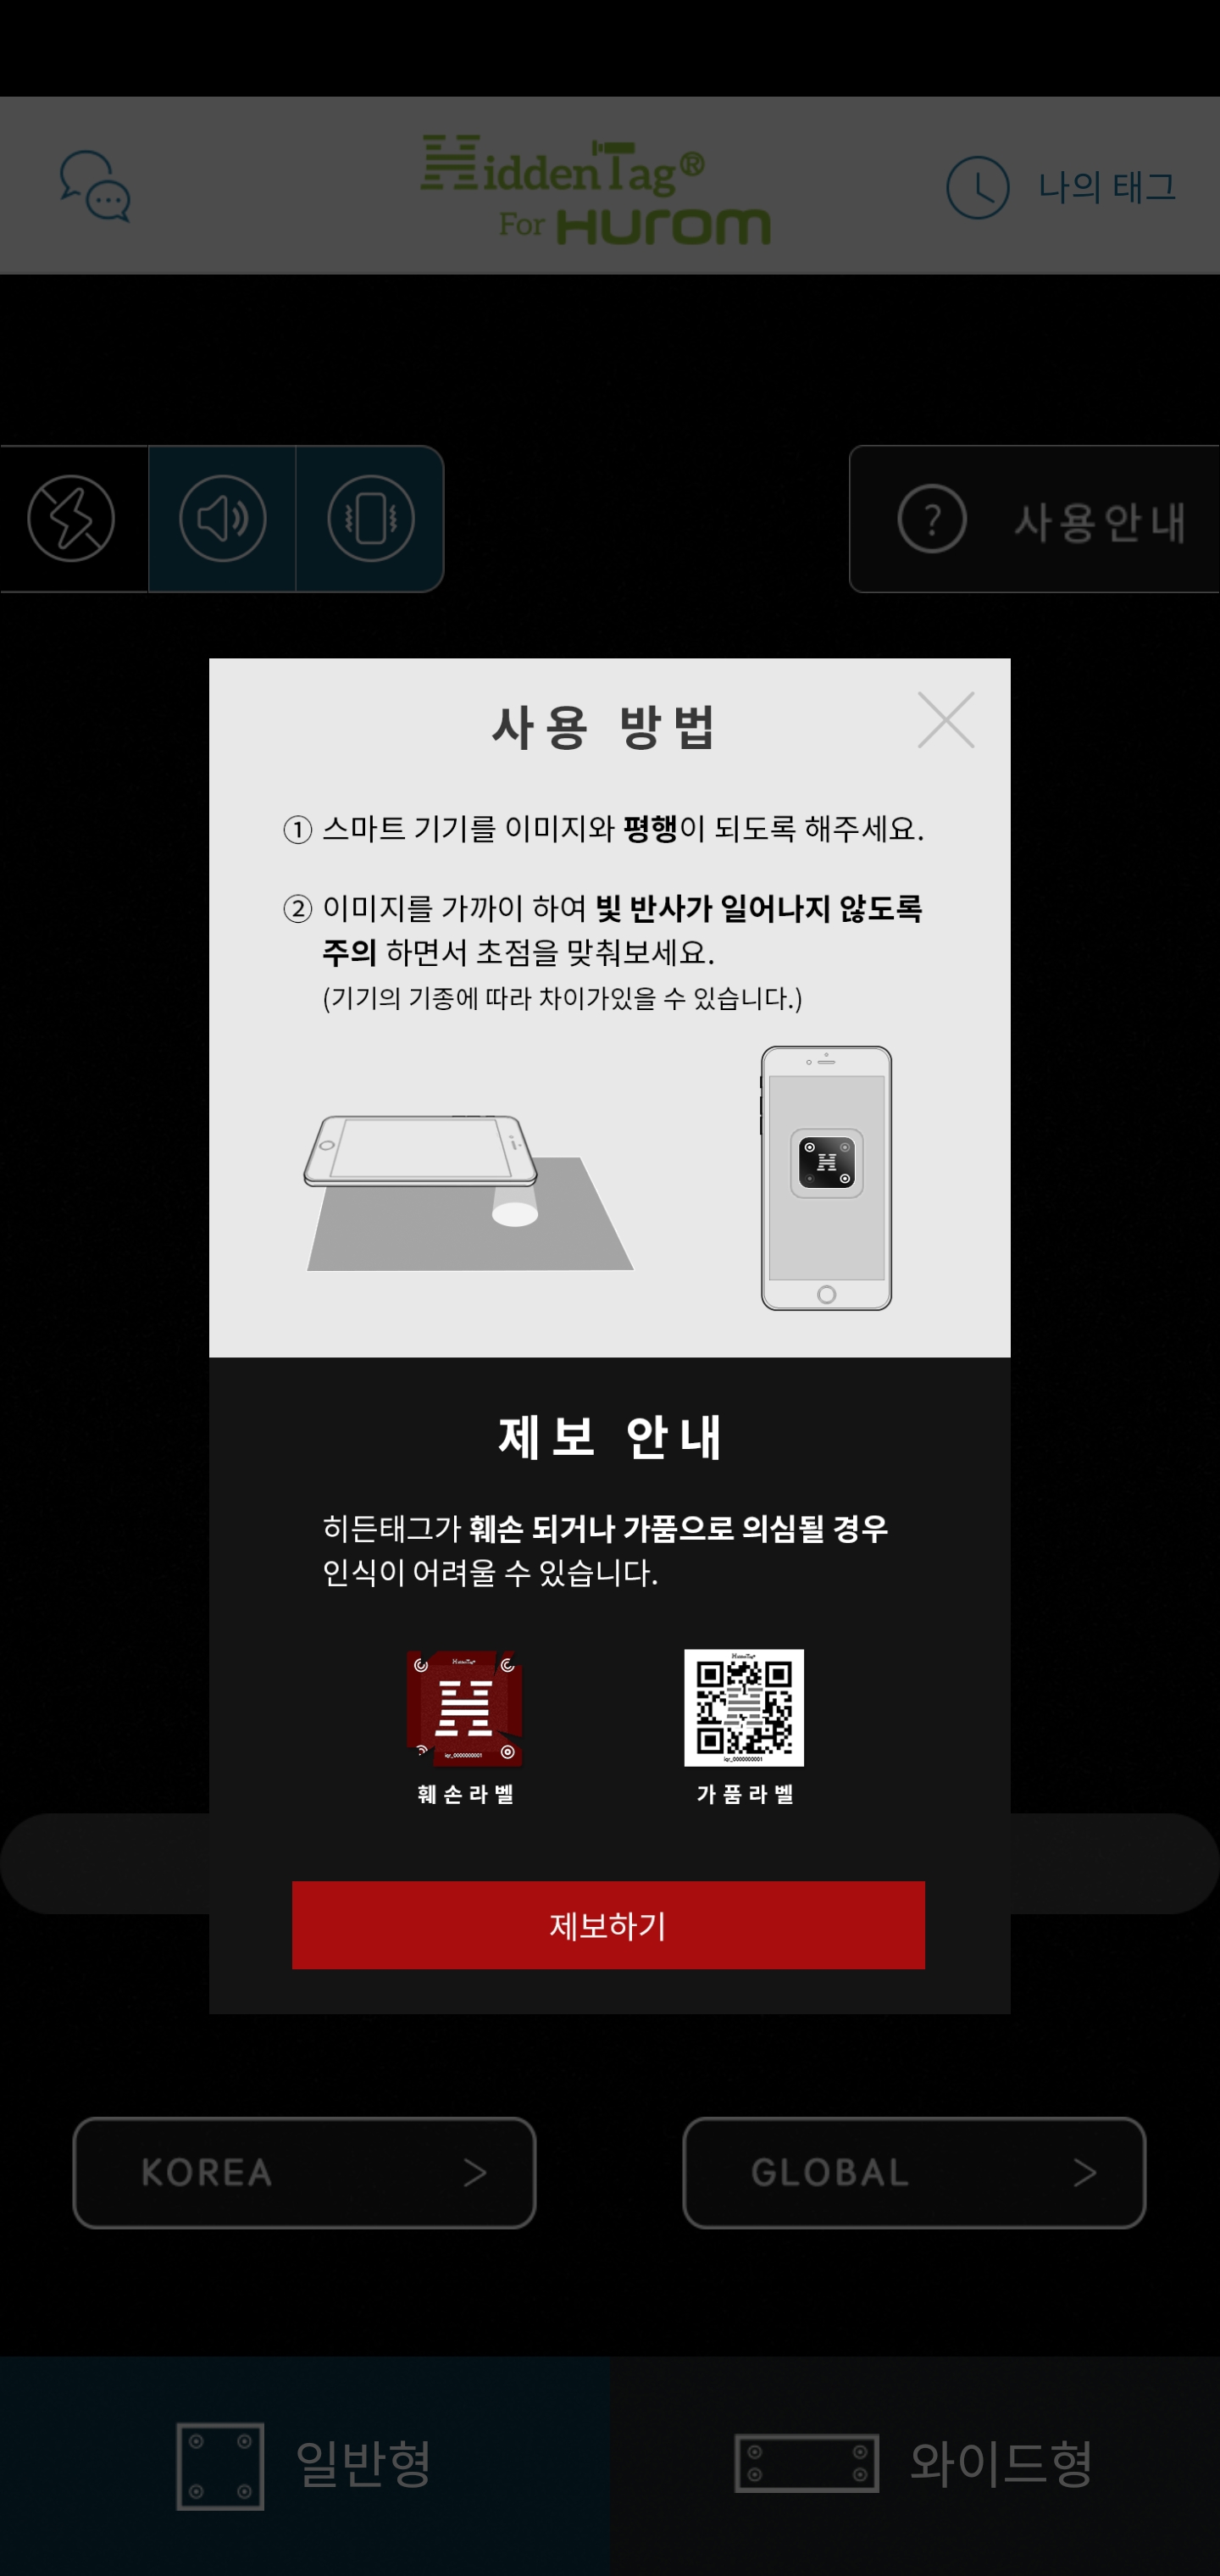 HiddenTag®
For HUROM
나의 태그
?
사용안내
사용 방법
① 스마트 기기를 이미지와 평행이 되도록 해주세요.
② 이미지를 가까이 하여 빛 반사가 일어나지 않도록
주의 하면서 초점을 맞춰보세요.
(기기의 기종에 따라 차이가있을 수 있습니다.)
제보 안내
히든태그가 훼손 되거나 가품으로 의심될 경우
인식이 어려울 수 있습니다.
HiddenTag®
HiddenTag®
iqr_0000000001
iqr_0000000001
훼손라벨
가품라벨
제보하기
KOREA >
GLOBAL >
일반형
와이드형